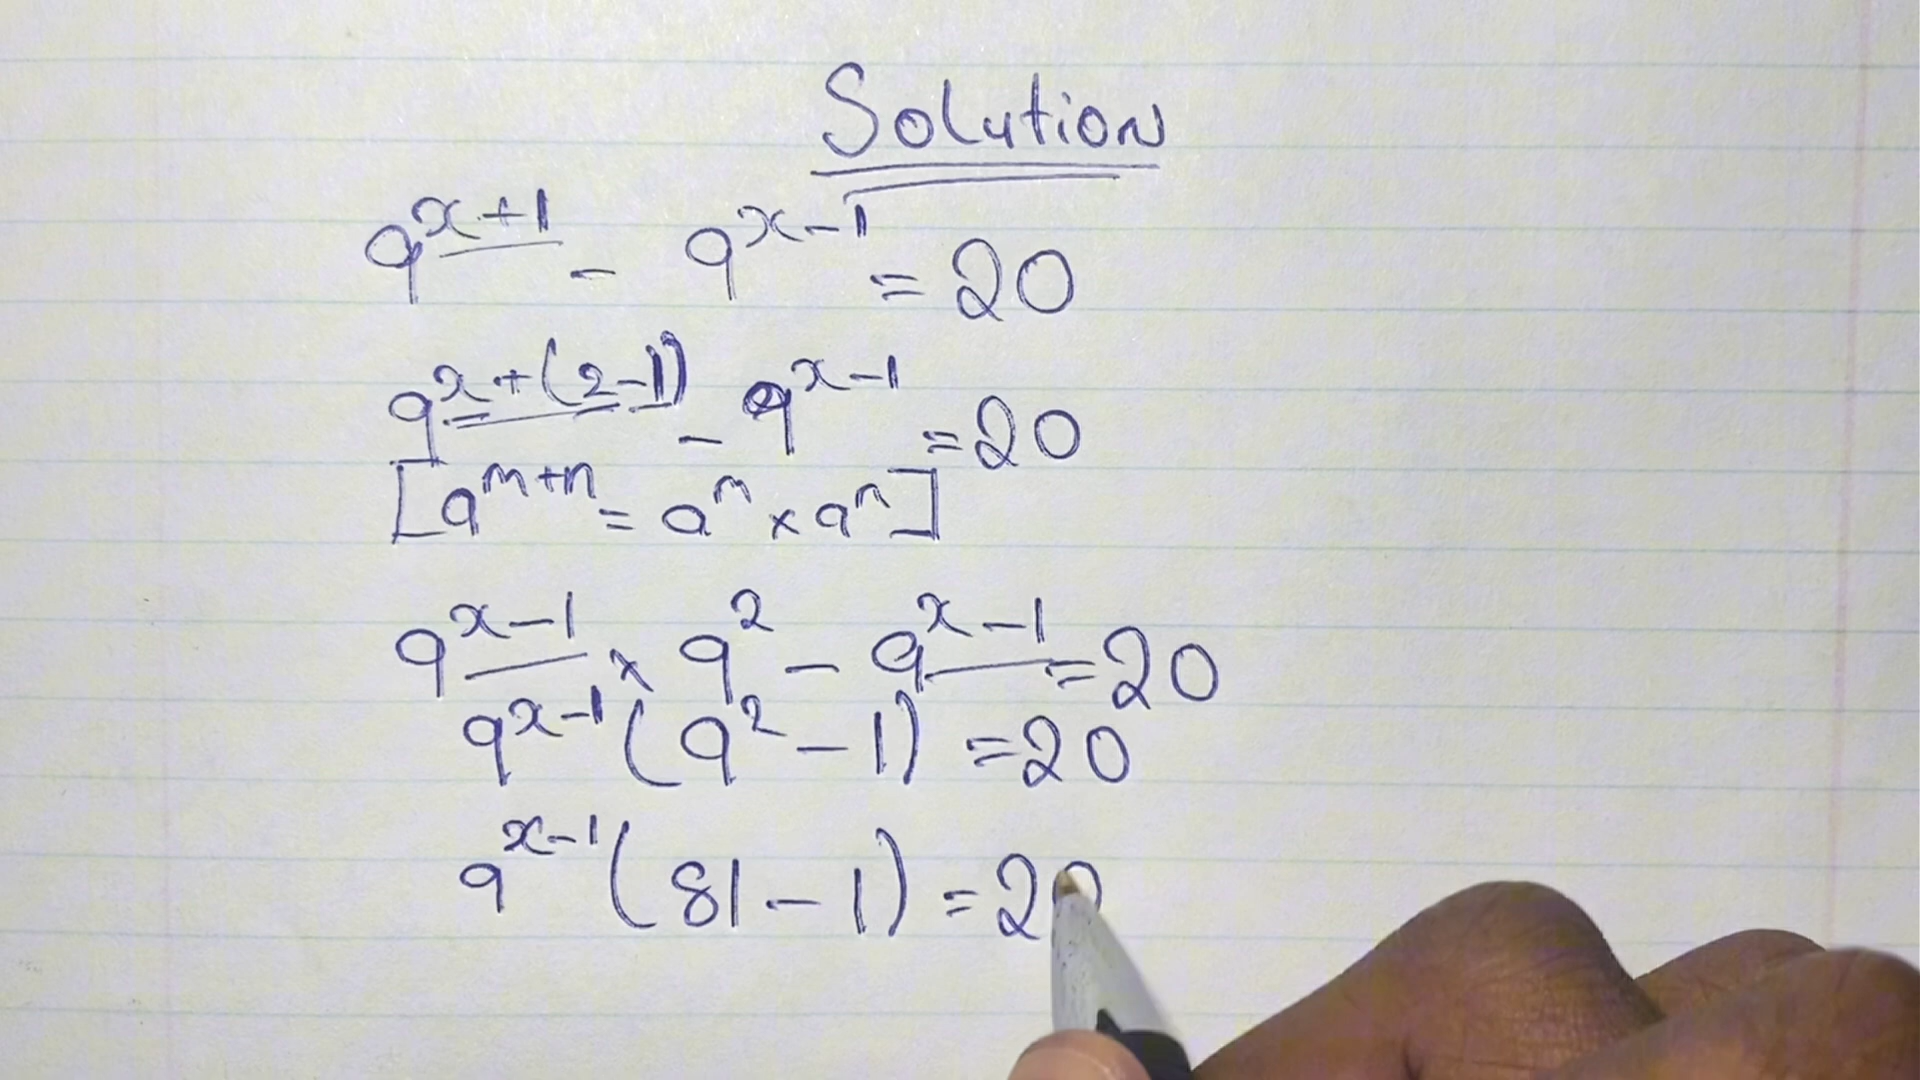 Solution
9^{x+1} - 9^{x-1} = 20
9^{x+(2-1)} - 9^{x-1} = 20
[a^{m+n} = a^m × a^n]
9^{x-1} × 9^2 - 9^{x-1} = 20
9^{x-1}(9^2 - 1) = 20
9^{x-1}(81 - 1) = 20